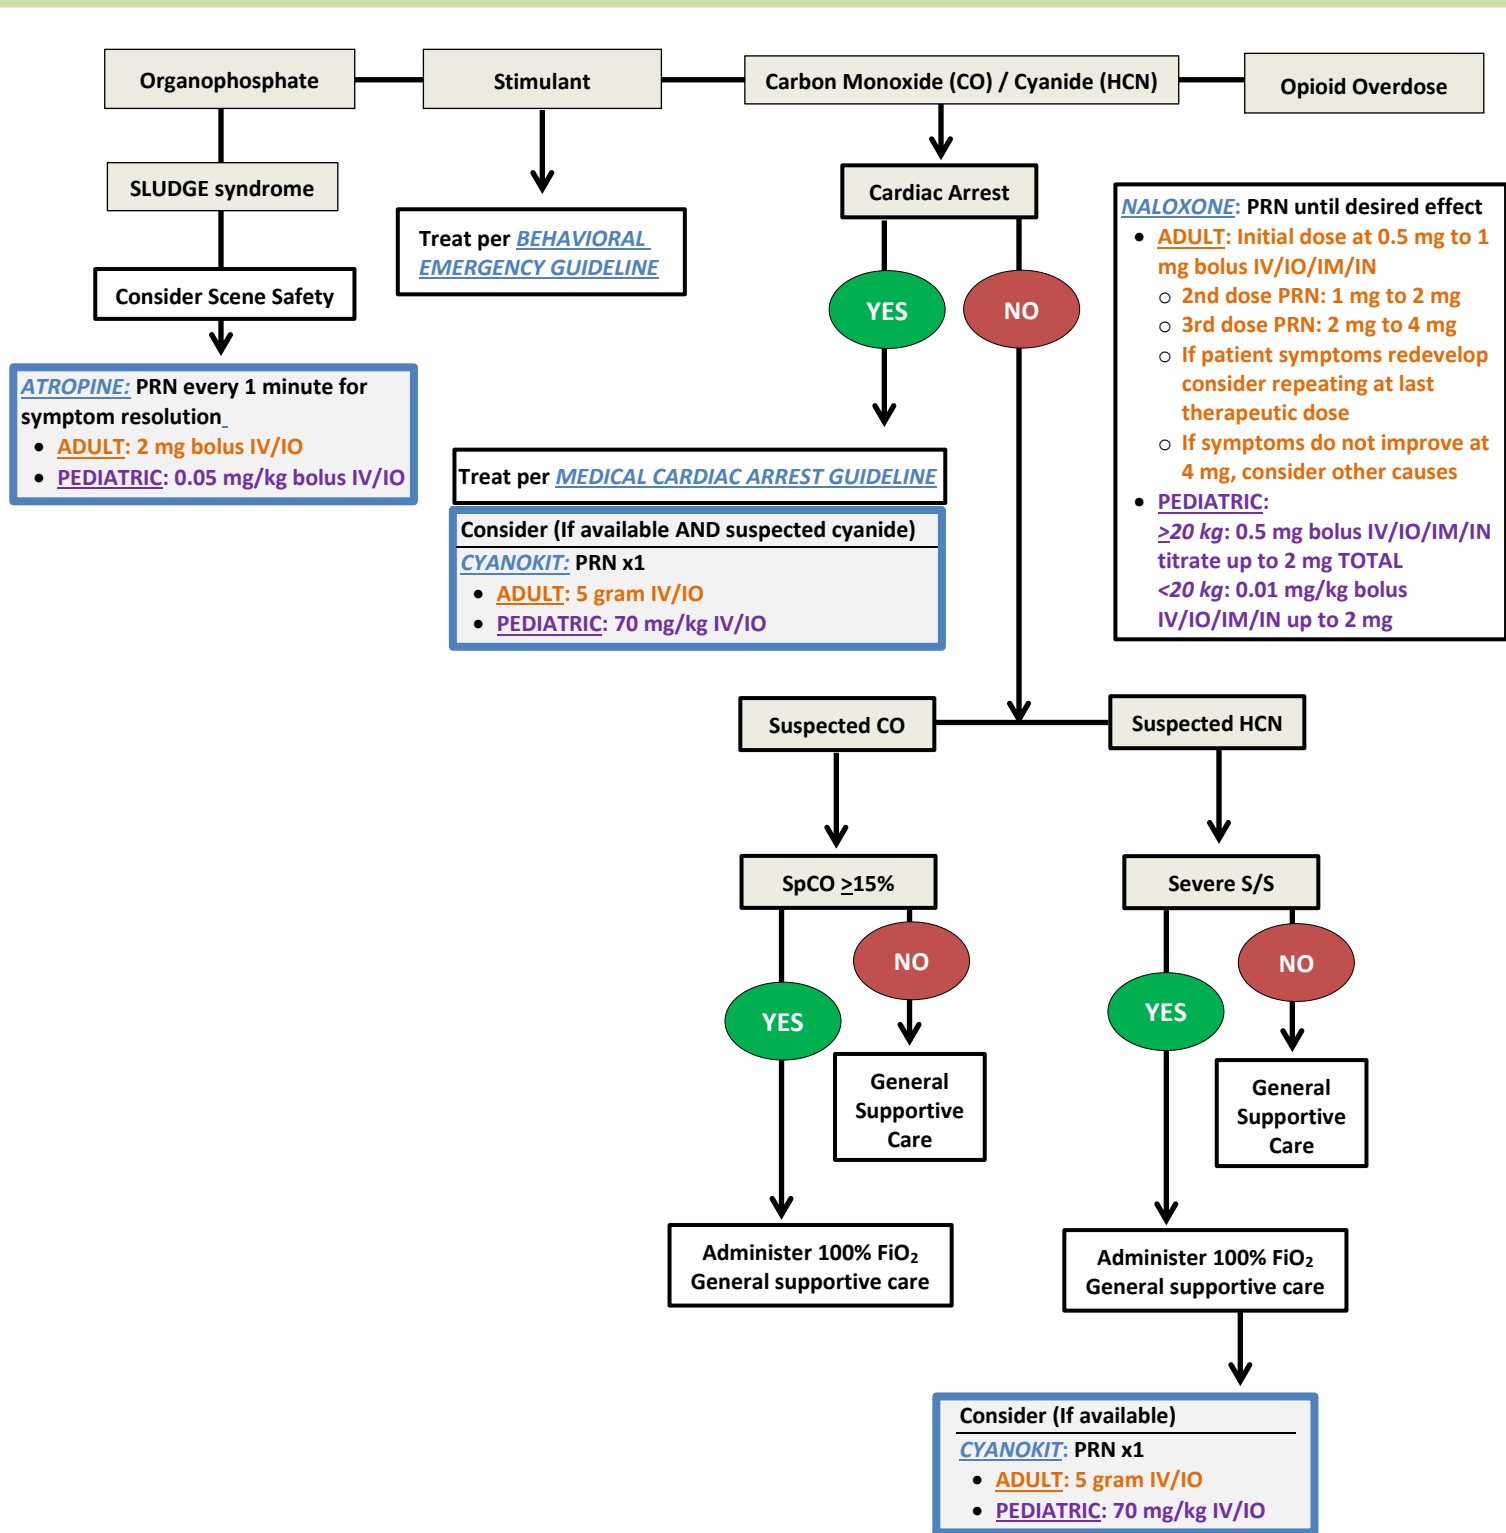 Organophosphate
Stimulant
Carbon Monoxide (CO) / Cyanide (HCN)
Opioid Overdose
SLUDGE syndrome
Consider Scene Safety
ATROPINE: PRN every 1 minute for
symptom resolution
• ADULT: 2 mg bolus IV/IO
• PEDIATRIC: 0.05 mg/kg bolus IV/IO
Treat per BEHAVIORAL
EMERGENCY GUIDELINE
Cardiac Arrest
YES
NO
Treat per MEDICAL CARDIAC ARREST GUIDELINE
Consider (If available AND suspected cyanide)
CYANOKIT: PRN x1
• ADULT: 5 gram IV/IO
• PEDIATRIC: 70 mg/kg IV/IO
NALOXONE: PRN until desired effect
• ADULT: Initial dose at 0.5 mg to 1
mg bolus IV/IO/IM/IN
o 2nd dose PRN: 1 mg to 2 mg
o 3rd dose PRN: 2 mg to 4 mg
o If patient symptoms redevelop
consider repeating at last
therapeutic dose
o If symptoms do not improve at
4 mg, consider other causes
• PEDIATRIC:
≥20 kg: 0.5 mg bolus IV/IO/IM/IN
titrate up to 2 mg TOTAL
<20 kg: 0.01 mg/kg bolus
IV/IO/IM/IN up to 2 mg
Suspected CO
Suspected HCN
SpCO ≥15%
Severe S/S
NO
YES
NO
YES
General
Supportive
Care
General
Supportive
Care
Administer 100% FiO₂
General supportive care
Administer 100% FiO₂
General supportive care
Consider (If available)
CYANOKIT: PRN x1
• ADULT: 5 gram IV/IO
• PEDIATRIC: 70 mg/kg IV/IO